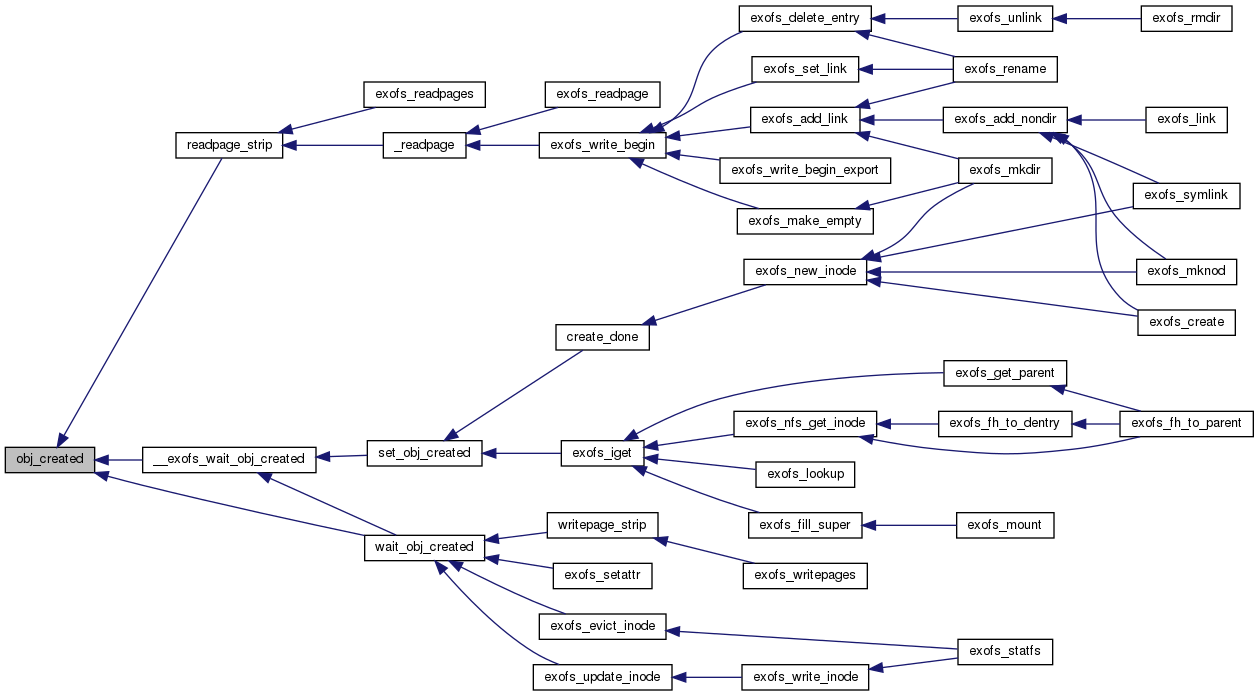 exofs_delete_entry
exofs_unlink
exofs_rmdir
exofs_set_link
exofs_rename
exofs_readpages
exofs_readpage
exofs_add_link
exofs_add_nondir
exofs_link
readpage_strip
_readpage
exofs_write_begin
exofs_write_begin_export
exofs_mkdir
exofs_symlink
exofs_make_empty
exofs_new_inode
exofs_mknod
exofs_create
create_done
exofs_get_parent
exofs_nfs_get_inode
exofs_fh_to_dentry
exofs_fh_to_parent
obj_created
__exofs_wait_obj_created
set_obj_created
exofs_iget
exofs_lookup
writepage_strip
exofs_fill_super
exofs_mount
wait_obj_created
exofs_setattr
exofs_writepages
exofs_evict_inode
exofs_statfs
exofs_update_inode
exofs_write_inode